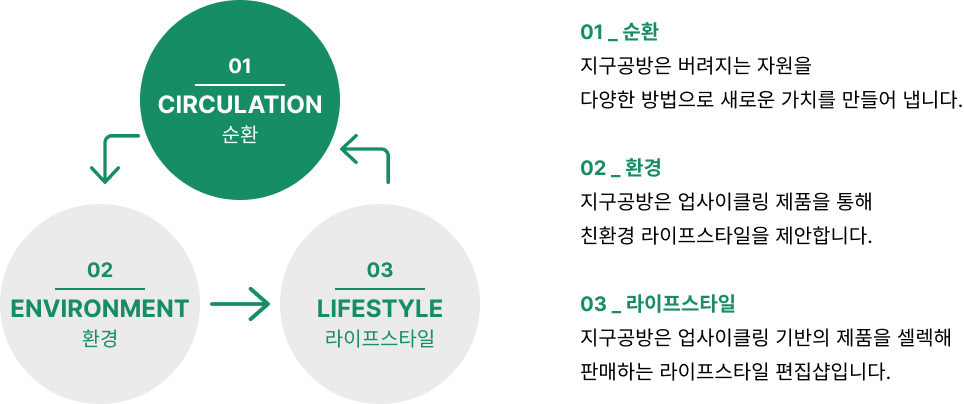 01
CIRCULATION
순환
02
ENVIRONMENT
환경
03
LIFESTYLE
라이프스타일
01 _ 순환
지구공방은 버려지는 자원을
다양한 방법으로 새로운 가치를 만들어 냅니다.
02 _ 환경
지구공방은 업사이클링 제품을 통해
친환경 라이프스타일을 제안합니다.
03 _ 라이프스타일
지구공방은 업사이클링 기반의 제품을 셀렉해
판매하는 라이프스타일 편집샵입니다.